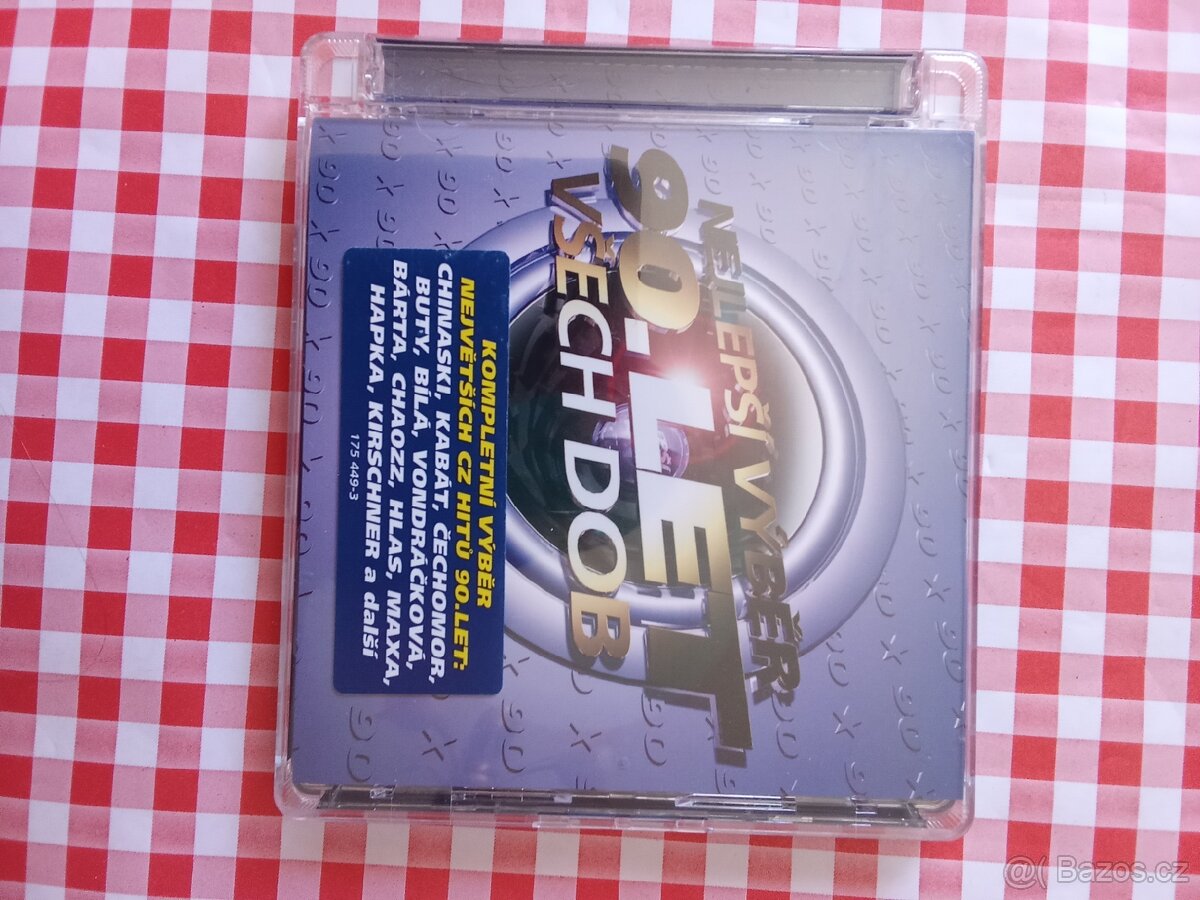 NEJLEPŠÍ VÝBĚR
90.LET
VŠECH DOB
KOMPLETNÍ VÝBĚR
NEJVĚTŠÍCH CZ HITŮ 90.LET:
CHINASKI, KABÁT, ČECHOMOR,
BUTY, BÍLÁ, VONDRÁČKOVÁ,
BÁRTA, CHAOZZ, HLAS, MAXA,
HAPKA, KIRSCHNER a další
175 449-3
@( Bazos.cz